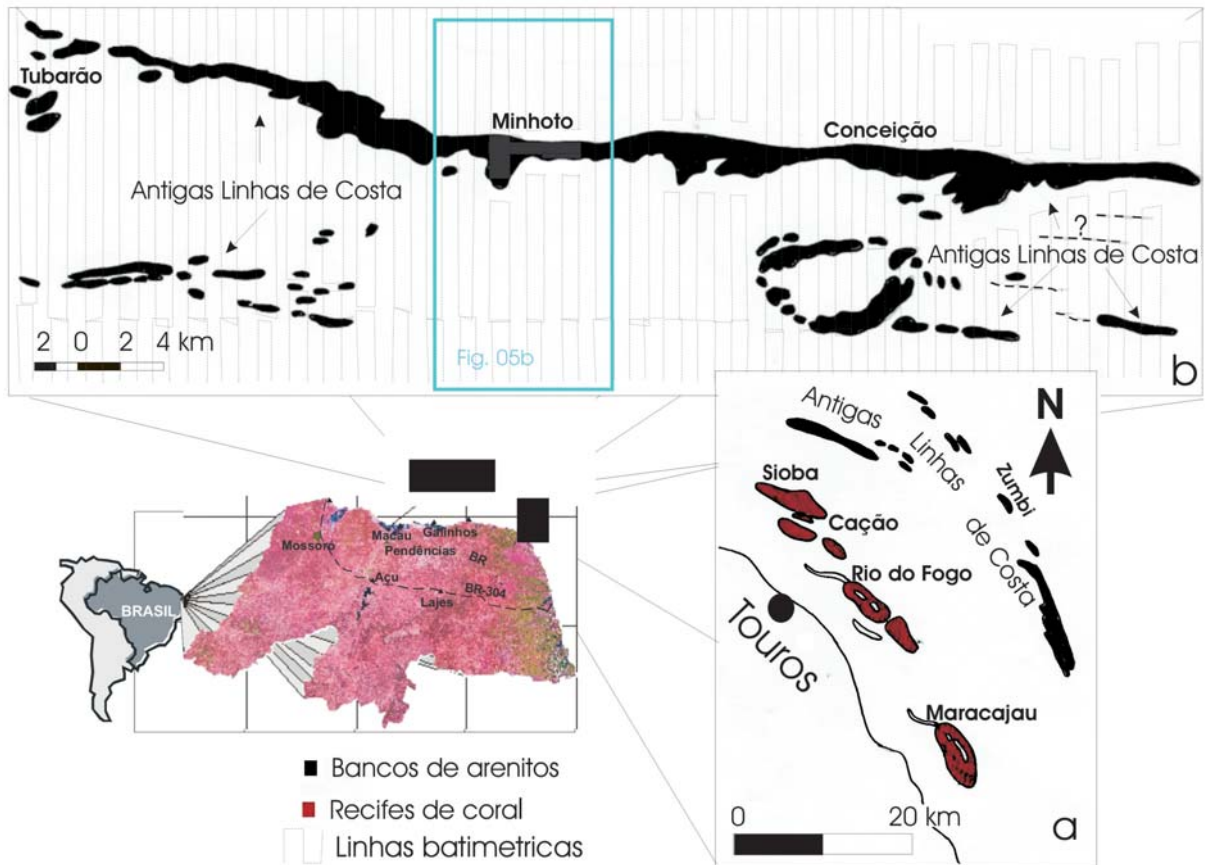 Tubarão
Minhoto
Conceição
Antigas Linhas de Costa
?
Antigas Linhas de Costa
2 0 2 4 km
Fig. 05b
b
Mossoró
Macau
Galinhos
Pendências
BR
Açu
BR-304
Lajes
BRASIL
Bancos de arenitos
Recifes de coral
Linhas batimetricas
N
Antigas
Linhas
de Costa
Zumbi
Sioba
Cação
Rio do Fogo
Touros
Maracajau
0 20 km
a